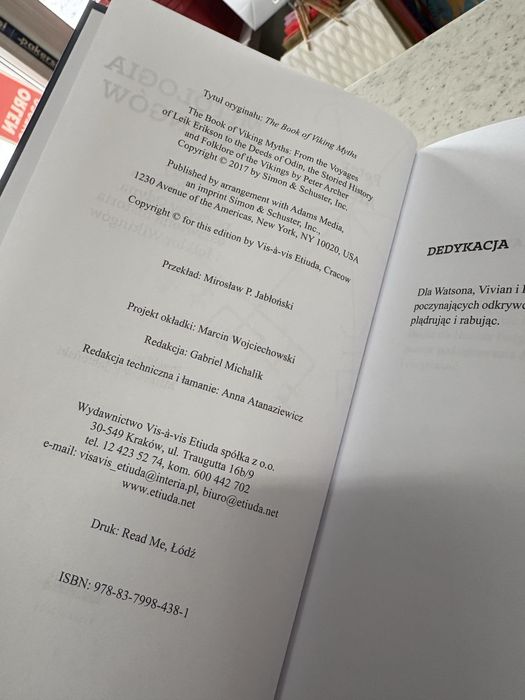 Tytuł oryginału: The Book of Viking Myths
The Book of Viking Myths: From the Voyages
of Leik Erikson to the Deeds of Odin, the Storied History
and Folklore of the Vikings by Peter Archer
Copyright © 2017 by Simon & Schuster, Inc.
Published by arrangement with Adams Media,
an imprint Simon & Schuster, Inc.,
1230 Avenue of the Americas, New York, NY 10020, USA
Copyright © for this edition by Vis-à-vis Etiuda, Cracow
Przekład: Mirosław P. Jabłoński
Projekt okładki: Marcin Wojciechowski
Redakcja: Gabriel Michalik
Redakcja techniczna i łamanie: Anna Atanaziewicz
Wydawnictwo Vis-à-vis Etiuda spółka z o.o.
30-549 Kraków, ul. Traugutta 16b/9
tel. 12 423 52 74, kom. 600 442 702
e-mail: visavis_etiuda@interia.pl, biuro@etiuda.net
www.etiuda.net
Druk: Read Me, Łódź
ISBN: 978-83-7998-438-1
DEDYKACJA
Dla Watsona, Vivian i
poczynających odkrywc
plądrując i rabując.
ORLEN